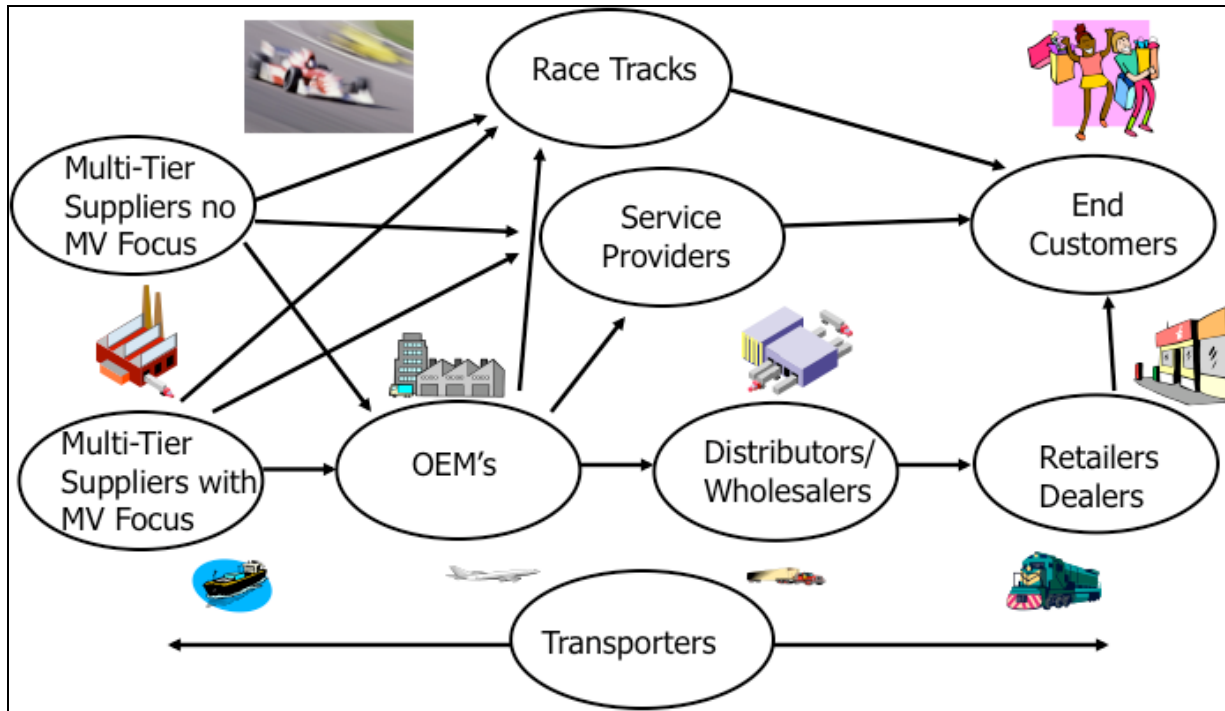 Race Tracks
Multi-Tier
Suppliers no
MV Focus
Service
Providers
End
Customers
Multi-Tier
Suppliers with
MV Focus
OEM's
Distributors/
Wholesalers
Retailers
Dealers
Transporters